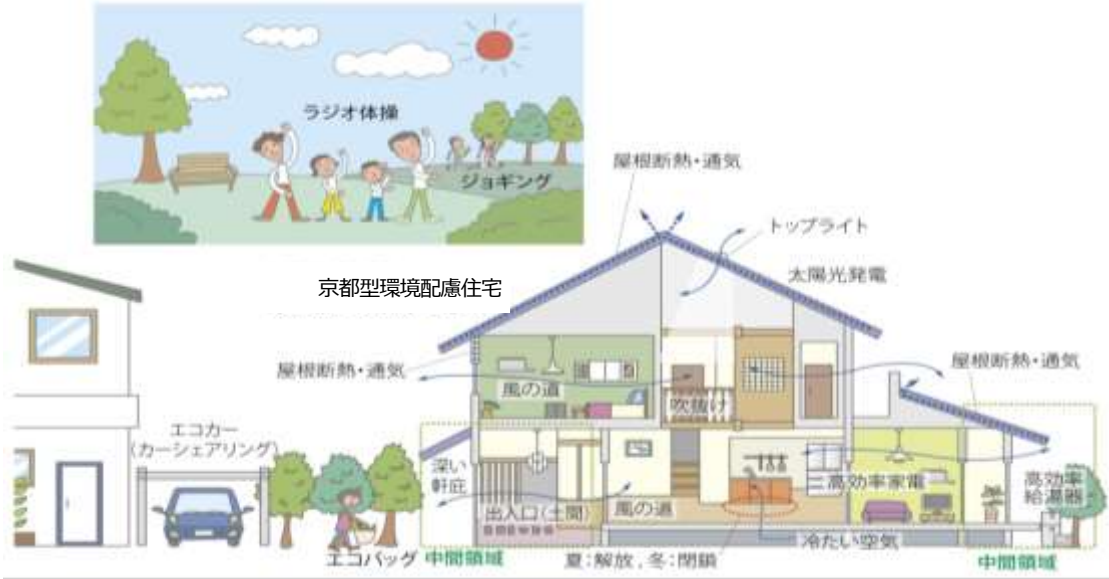 ラジオ体操
ジョギング
屋根断熱・通気
トップライト
太陽光発電
京都型環境配慮住宅
屋根断熱・通気
屋根断熱・通気
風の道
吹抜け
エコカー
(カーシェアリング)
深い
軒庇
出入口(土間)
風の道
高効率家電
高効率
給湯器
冷たい空気
エコバッグ
中間領域
夏:解放,冬:閉鎖
中間領域